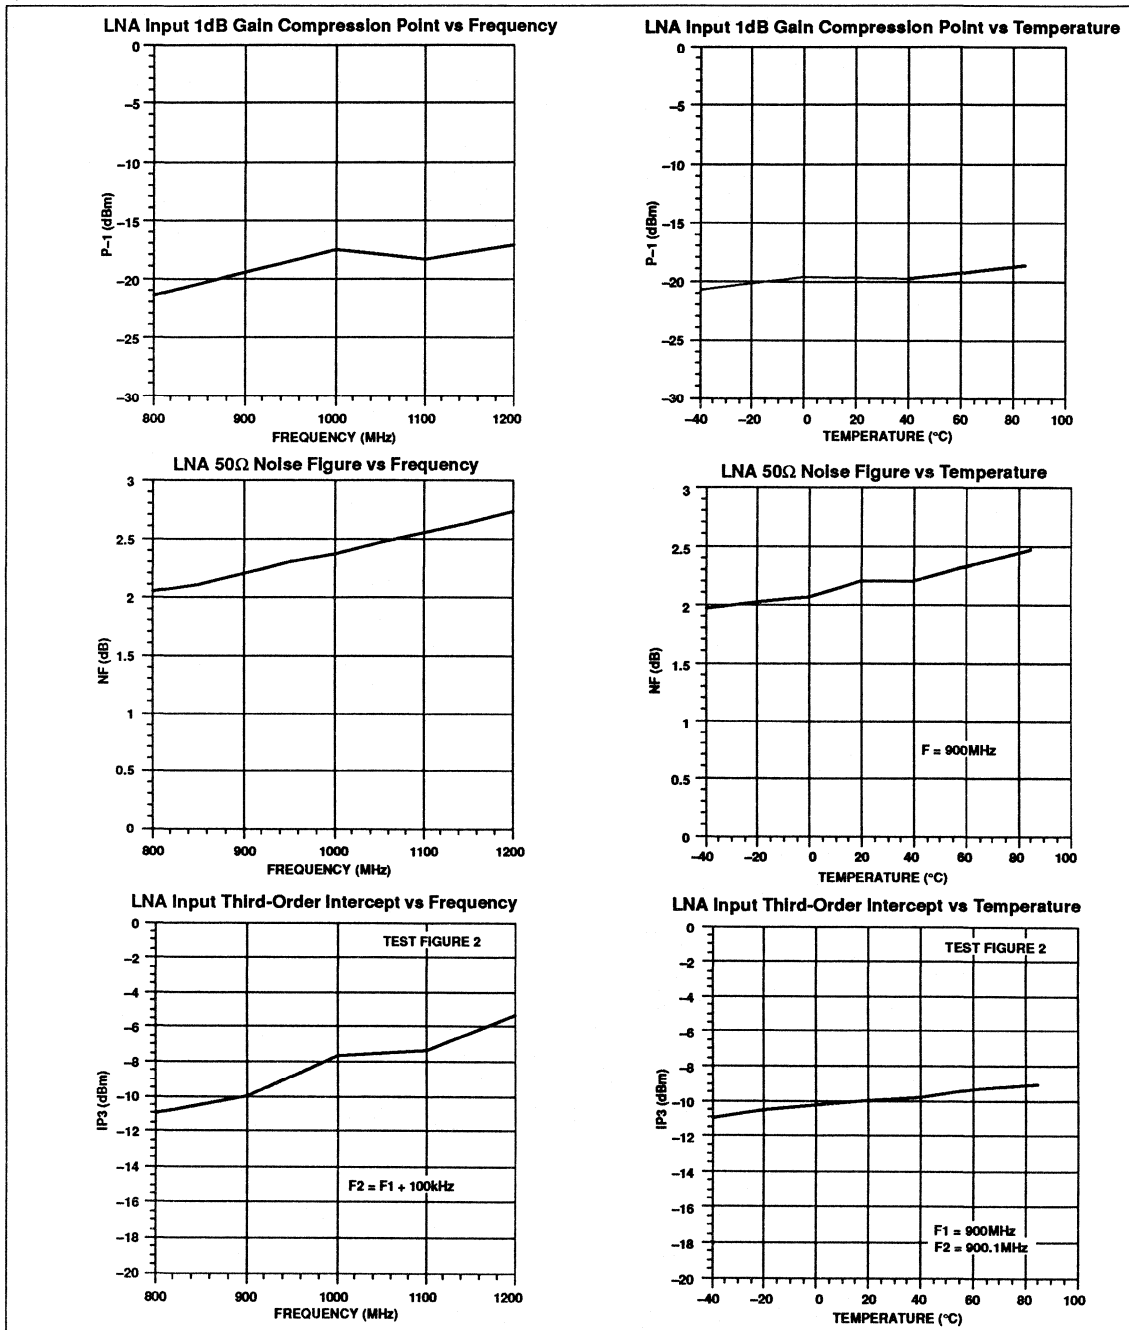 LNA Input 1dB Gain Compression Point vs Frequency
0
–5
–10
–15
–20
–25
–30
P–1 (dBm)
800 900 1000 1100 1200
FREQUENCY (MHz)
LNA Input 1dB Gain Compression Point vs Temperature
0
–5
–10
–15
–20
–25
–30
P–1 (dBm)
–40 –20 0 20 40 60 80 100
TEMPERATURE (°C)
LNA 50Ω Noise Figure vs Frequency
3
2.5
2
1.5
1
0.5
0
NF (dB)
800 900 1000 1100 1200
FREQUENCY (MHz)
LNA 50Ω Noise Figure vs Temperature
3
2.5
2
1.5
1
0.5
0
NF (dB)
F = 900MHz
–40 –20 0 20 40 60 80 100
TEMPERATURE (°C)
LNA Input Third-Order Intercept vs Frequency
0
–2
–4
–6
–8
–10
–12
–14
–16
–18
–20
IP3 (dBm)
TEST FIGURE 2
F2 = F1 + 100kHz
800 900 1000 1100 1200
FREQUENCY (MHz)
LNA Input Third-Order Intercept vs Temperature
0
–2
–4
–6
–8
–10
–12
–14
–16
–18
–20
IP3 (dBm)
TEST FIGURE 2
F1 = 900MHz
F2 = 900.1MHz
–40 –20 0 20 40 60 80 100
TEMPERATURE (°C)